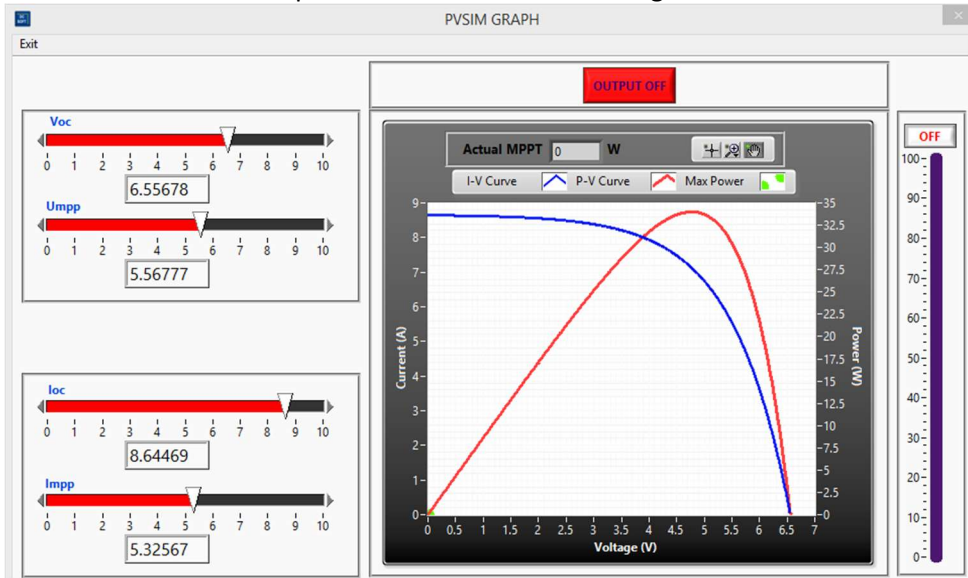 PVSIM GRAPH
Exit
OUTPUT OFF
Voc
0 1 2 3 4 5 6 7 8 9 10
6.55678
Umpp
0 1 2 3 4 5 6 7 8 9 10
5.56777
Ioc
0 1 2 3 4 5 6 7 8 9 10
8.64469
Impp
0 1 2 3 4 5 6 7 8 9 10
5.32567
Actual MPPT 0 W
I-V Curve P-V Curve Max Power
Current (A)
9
8
7
6
5
4
3
2
1
0
35
32.5
30
27.5
25
22.5
20
17.5
15
12.5
10
7.5
5
2.5
0
Power (W)
0 0.5 1 1.5 2 2.5 3 3.5 4 4.5 5 5.5 6 6.5 7
Voltage (V)
OFF
100
90
80
70
60
50
40
30
20
10
0